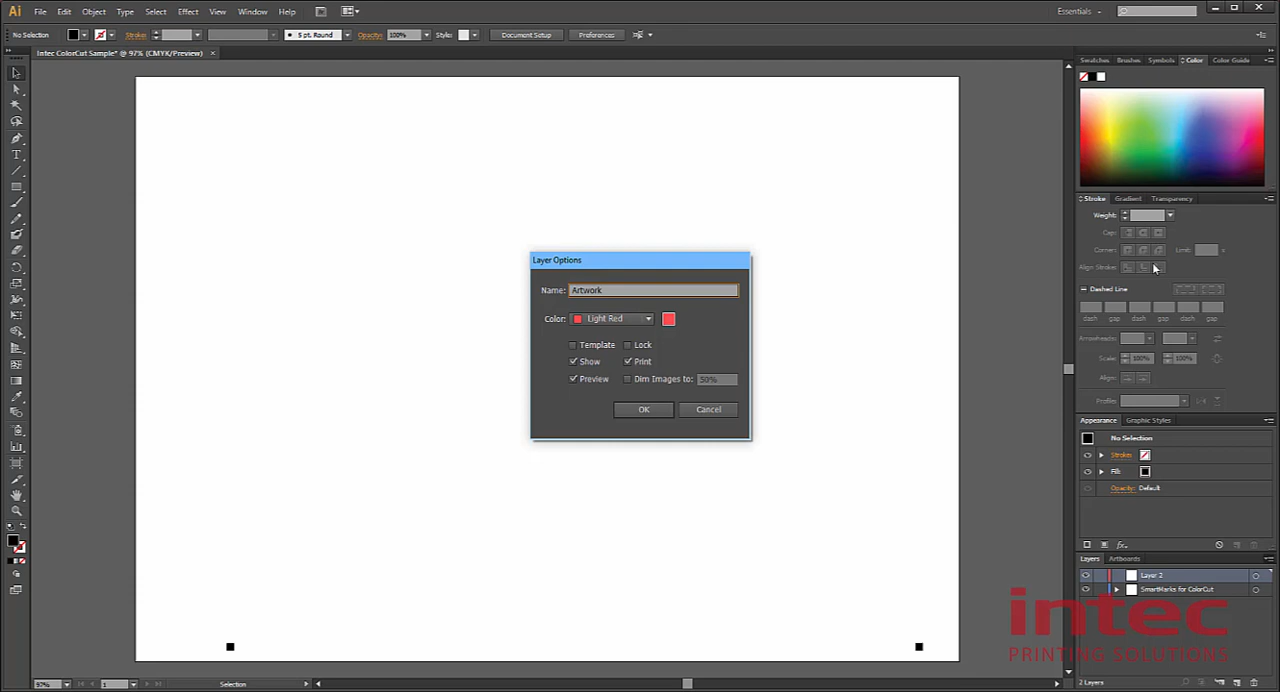 Ai File Edit Object Type Select Effect View Window Help Essentials
No Selection Stroke: 5 pt. Round Opacity: 100% Style: Document Setup Preferences
Intec ColorCut Sample* @ 97% (CMYK/Preview) ×
Swatches Brushes Symbols Color Color Guide
Stroke Gradient Transparency
Weight:
Cap:
Corner: Limit: x
Align Stroke:
Dashed Line
dash gap dash gap dash gap
Arrowheads:
Scale: 100% 100%
Align:
Profile:
Layer Options
Name: Artwork
Color: Light Red
Template Lock
Show Print
Preview Dim Images to: 50%
OK Cancel
Appearance Graphic Styles
No Selection
Stroke:
Fill:
Opacity: Default
fx.
Layers Artboards
Layer 2
SmartMarks for ColorCut
intec
PRINTING SOLUTIONS
97% 1 Selection 2 Layers